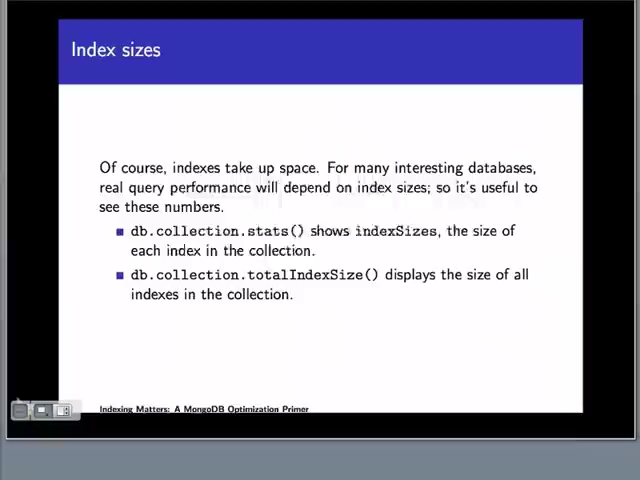 Index sizes
Of course, indexes take up space. For many interesting databases,
real query performance will depend on index sizes; so it's useful to
see these numbers.
db.collection.stats() shows indexSizes, the size of
each index in the collection.
db.collection.totalIndexSize() displays the size of all
indexes in the collection.
Indexing Matters: A MongoDB Optimization Primer